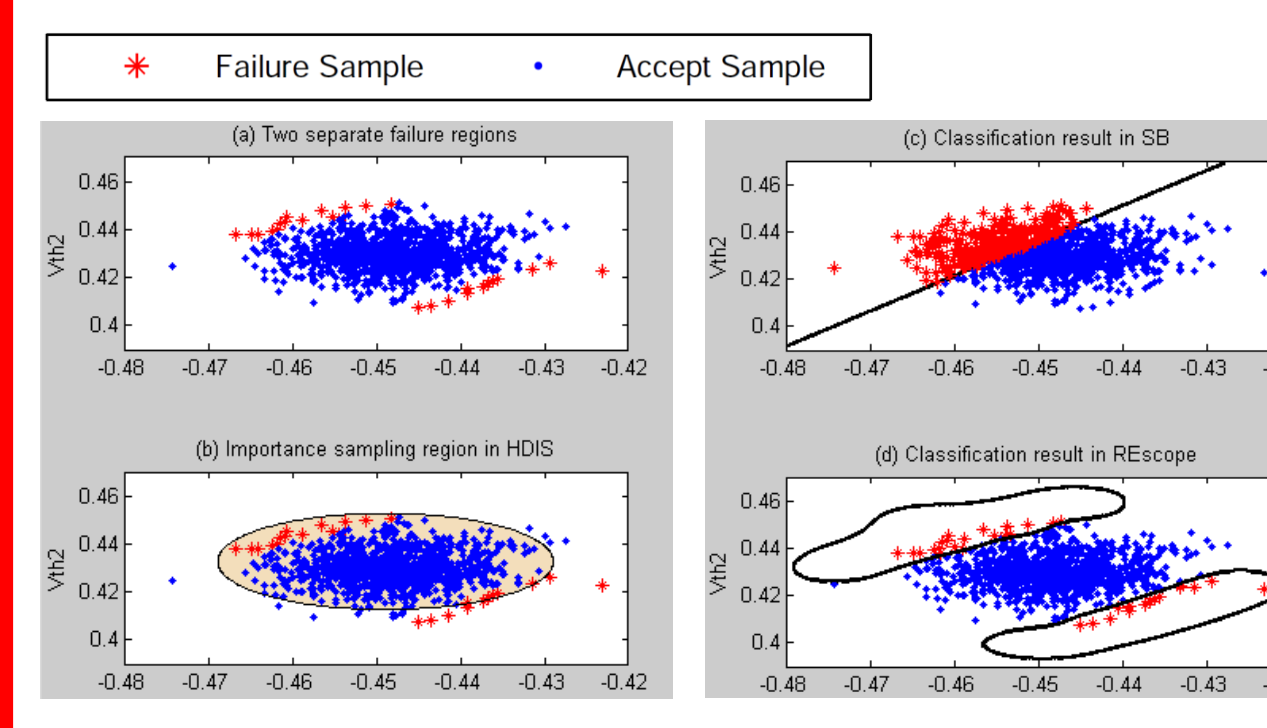 Failure Sample Accept Sample
(a) Two separate failure regions
0.46
0.44
0.42
0.4
Vth2
-0.48 -0.47 -0.46 -0.45 -0.44 -0.43 -0.42
(b) Importance sampling region in HDIS
0.46
0.44
0.42
0.4
Vth2
-0.48 -0.47 -0.46 -0.45 -0.44 -0.43 -0.42
(c) Classification result in SB
0.46
0.44
0.42
0.4
Vth2
-0.48 -0.47 -0.46 -0.45 -0.44 -0.43
(d) Classification result in REscope
0.46
0.44
0.42
0.4
Vth2
-0.48 -0.47 -0.46 -0.45 -0.44 -0.43